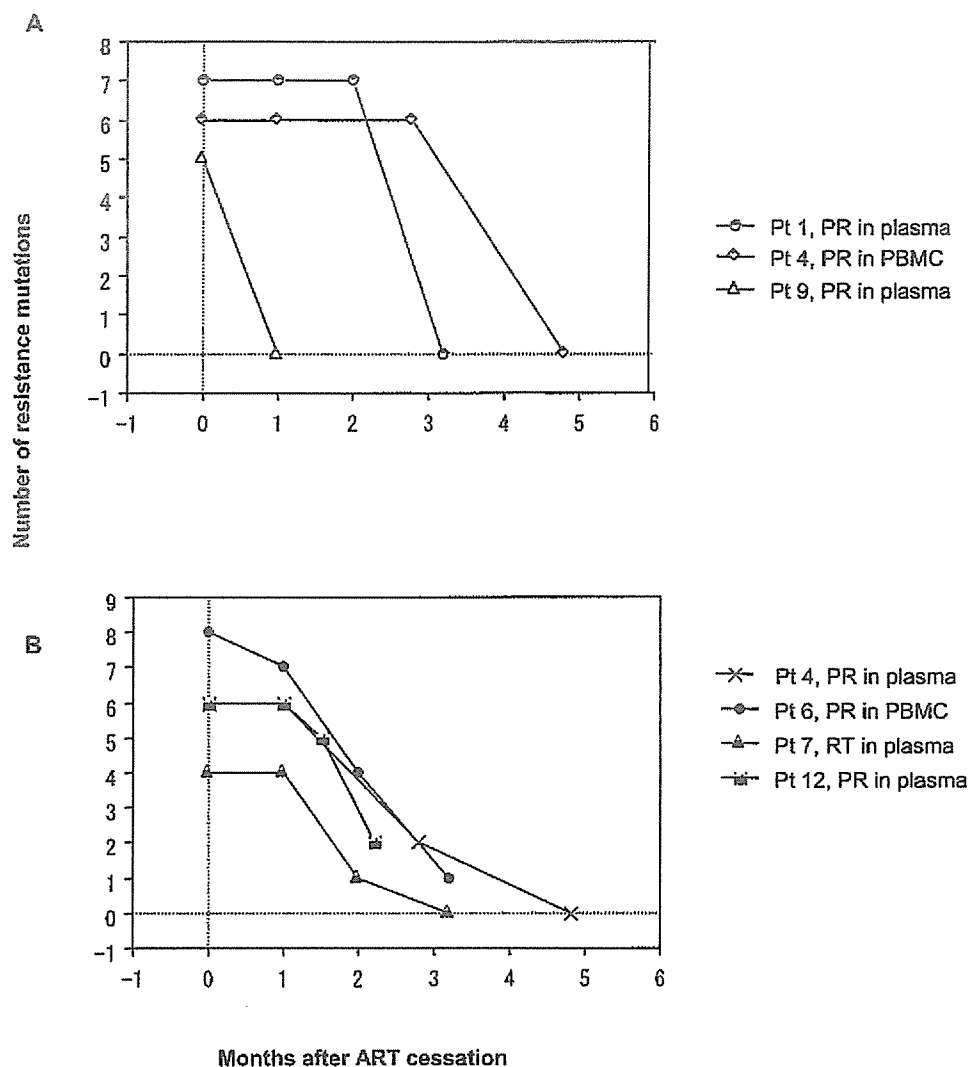 A
8
7
6
5
4
3
2
1
0
−1
−1 0 1 2 3 4 5 6
Pt 1, PR in plasma
Pt 4, PR in PBMC
Pt 9, PR in plasma
Number of resistance mutations
B
9
8
7
6
5
4
3
2
1
0
−1
−1 0 1 2 3 4 5 6
Pt 4, PR in plasma
Pt 6, PR in PBMC
Pt 7, RT in plasma
Pt 12, PR in plasma
Months after ART cessation